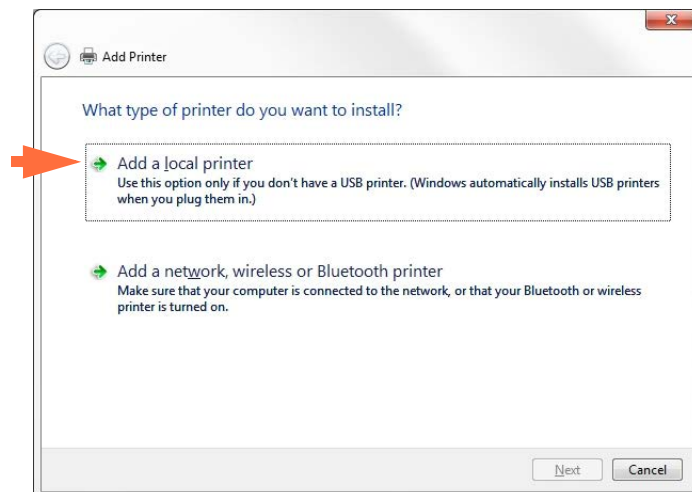 Add Printer
What type of printer do you want to install?
Add a local printer
Use this option only if you don't have a USB printer. (Windows automatically installs USB printers
when you plug them in.)
Add a network, wireless or Bluetooth printer
Make sure that your computer is connected to the network, or that your Bluetooth or wireless
printer is turned on.
Next Cancel